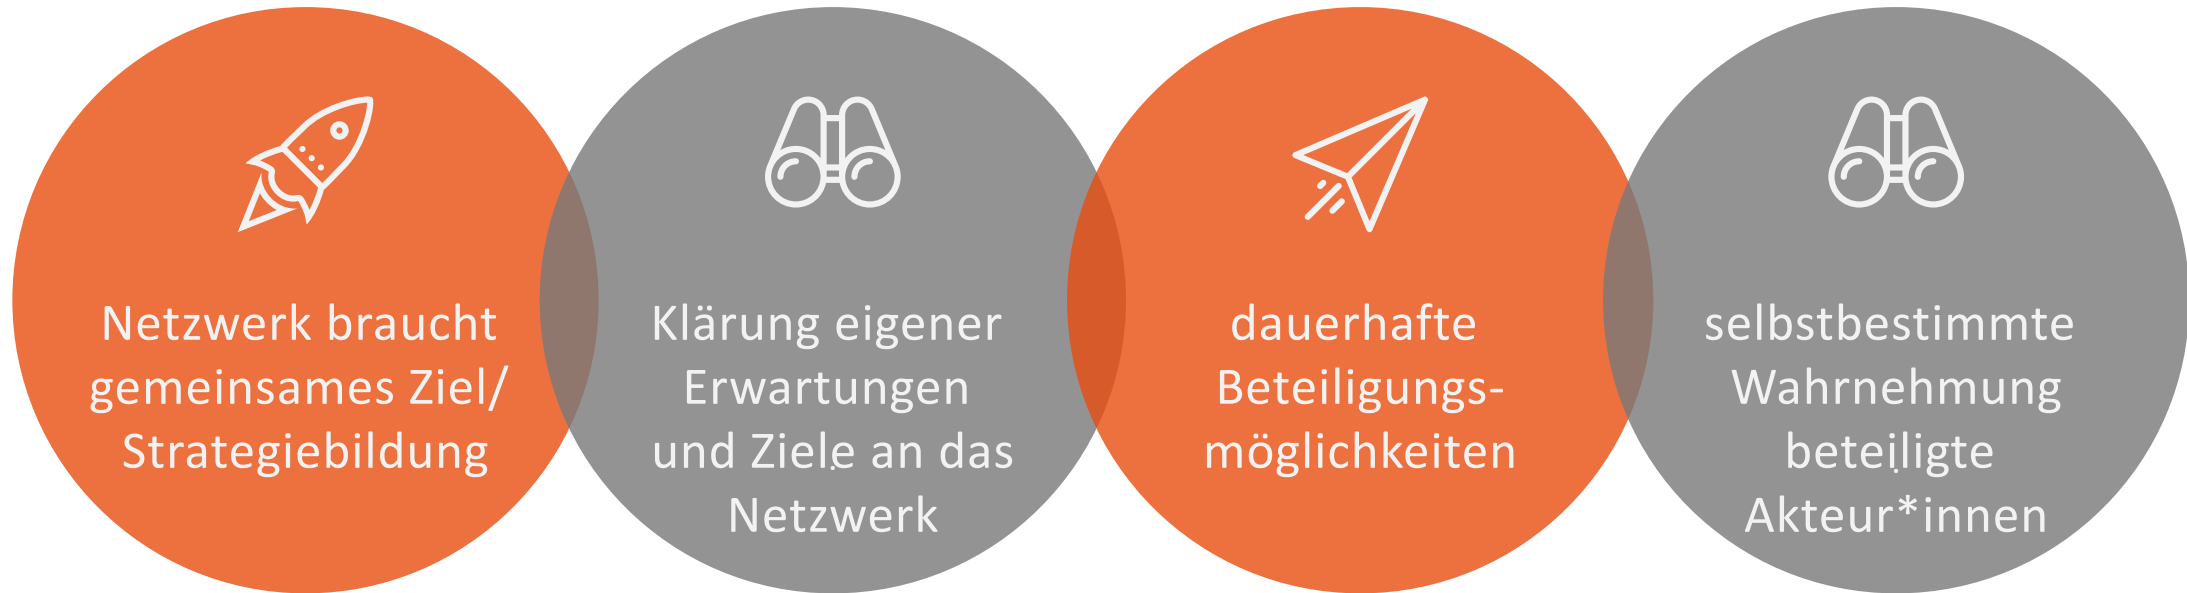 Netzwerk braucht
gemeinsames Ziel/
Strategiebildung
Klärung eigener
Erwartungen
und Ziele an das
Netzwerk
dauerhafte
Beteiligungs-
möglichkeiten
selbstbestimmte
Wahrnehmung
beteiligte
Akteur*innen